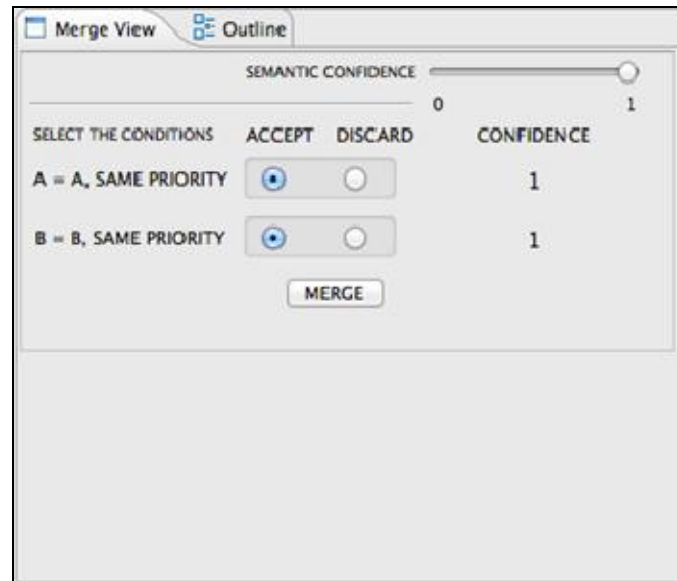 Merge View Outline
SEMANTIC CONFIDENCE
0 1
SELECT THE CONDITIONS ACCEPT DISCARD CONFIDENCE
A = A, SAME PRIORITY 1
B = B, SAME PRIORITY 1
MERGE